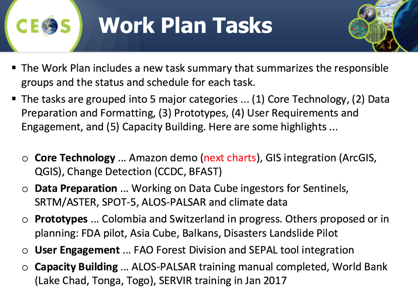 CEOS
Work Plan Tasks
▪ The Work Plan includes a new task summary that summarizes the responsible
groups and the status and schedule for each task.
▪ The tasks are grouped into 5 major categories ... (1) Core Technology, (2) Data
Preparation and Formatting, (3) Prototypes, (4) User Requirements and
Engagement, and (5) Capacity Building. Here are some highlights ...
o Core Technology ... Amazon demo (next charts), GIS integration (ArcGIS,
QGIS), Change Detection (CCDC, BFAST)
o Data Preparation ... Working on Data Cube ingestors for Sentinels,
SRTM/ASTER, SPOT-5, ALOS-PALSAR and climate data
o Prototypes ... Colombia and Switzerland in progress. Others proposed or in
planning: FDA pilot, Asia Cube, Balkans, Disasters Landslide Pilot
o User Engagement ... FAO Forest Division and SEPAL tool integration
o Capacity Building ... ALOS-PALSAR training manual completed, World Bank
(Lake Chad, Tonga, Togo), SERVIR training in Jan 2017